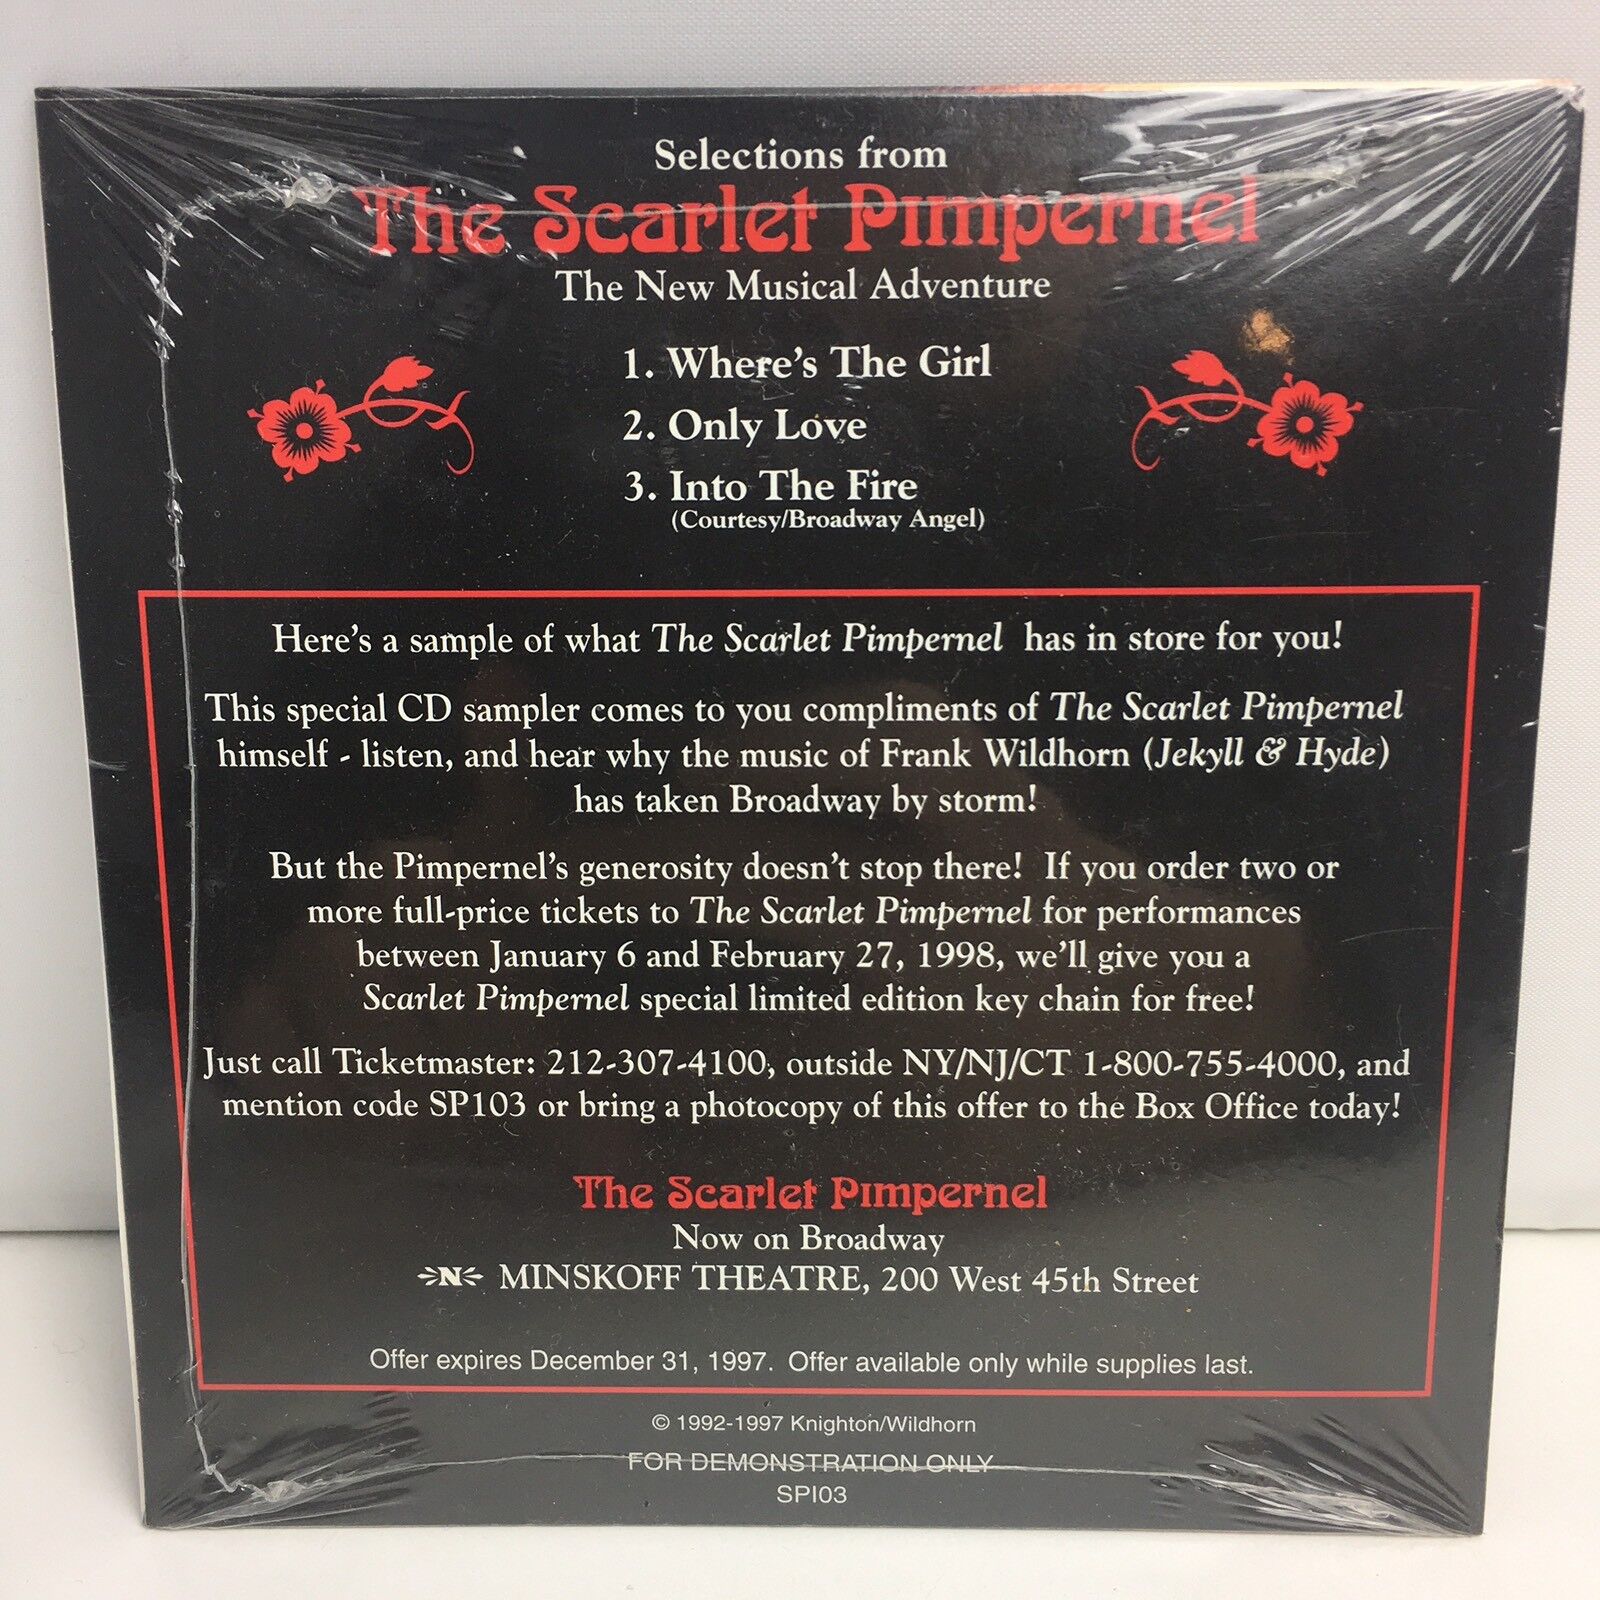 Selections from
The Scarlet Pimpernel
The New Musical Adventure
1. Where's The Girl
2. Only Love
3. Into The Fire
(Courtesy/Broadway Angel)
Here's a sample of what The Scarlet Pimpernel has in store for you!
This special CD sampler comes to you compliments of The Scarlet Pimpernel
himself - listen, and hear why the music of Frank Wildhorn (Jekyll & Hyde)
has taken Broadway by storm!
But the Pimpernel's generosity doesn't stop there! If you order two or
more full-price tickets to The Scarlet Pimpernel for performances
between January 6 and February 27, 1998, we'll give you a
Scarlet Pimpernel special limited edition key chain for free!
Just call Ticketmaster: 212-307-4100, outside NY/NJ/CT 1-800-755-4000, and
mention code SP103 or bring a photocopy of this offer to the Box Office today!
The Scarlet Pimpernel
Now on Broadway
N MINSKOFF THEATRE, 200 West 45th Street
Offer expires December 31, 1997. Offer available only while supplies last.
© 1992-1997 Knighton/Wildhorn
FOR DEMONSTRATION ONLY
SPI03